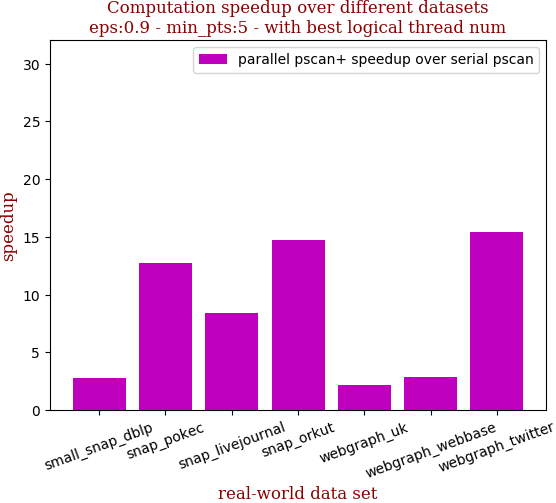 Computation speedup over different datasets
eps:0.9 - min_pts:5 - with best logical thread num
parallel pscan+ speedup over serial pscan
speedup
30
25
20
15
10
5
0
small_snap_dblp
snap_pokec
snap_livejournal
snap_orkut
webgraph_uk
webgraph_webbase
webgraph_twitter
real-world data set